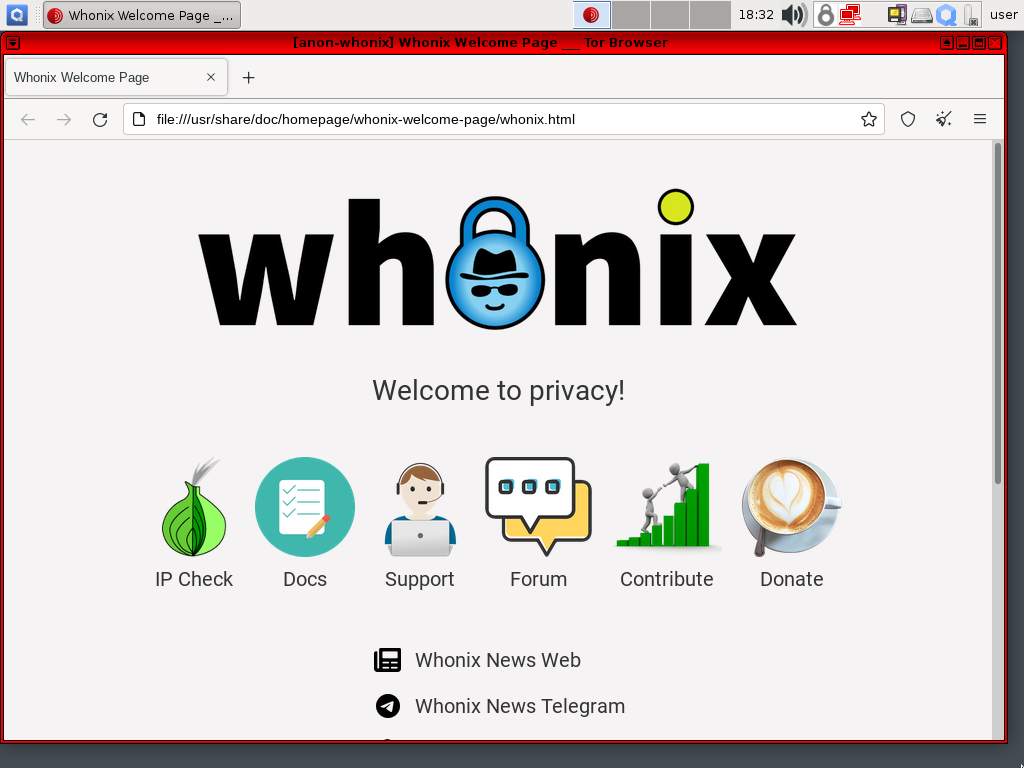 Whonix Welcome Page _...
18:32
user
[anon-whonix] Whonix Welcome Page __ Tor Browser
Whonix Welcome Page
file:///usr/share/doc/homepage/whonix-welcome-page/whonix.html
whonix
Welcome to privacy!
IP Check
Docs
Support
Forum
Contribute
Donate
Whonix News Web
Whonix News Telegram